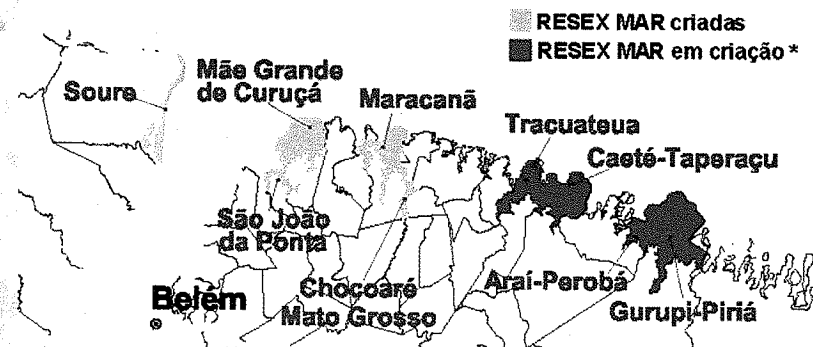 RESEX MAR criadas
RESEX MAR em criação *
Soure
Mãe Grande
de Curuçá
Maracanã
Tracuateua
Caeté-Taperaçu
São João
da Ponta
Belém
Chocoaré
Mato Grosso
Araí-Perobá
Gurupi-Piriá